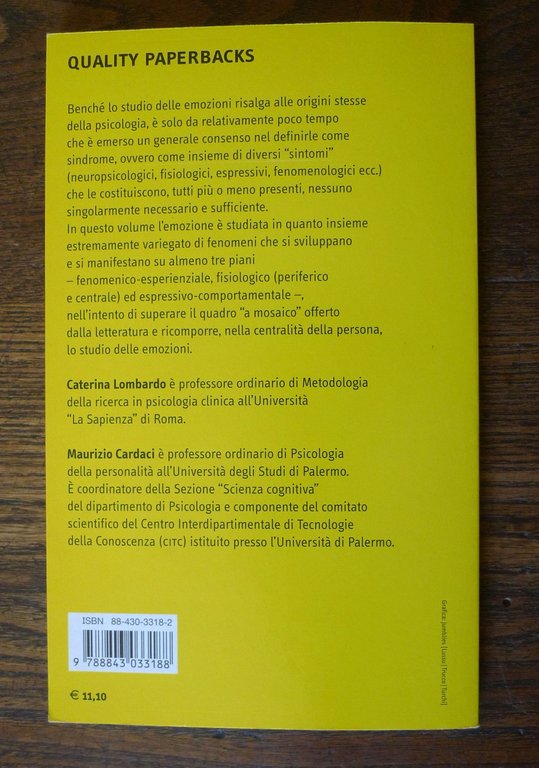 QUALITY PAPERBACKS
Benché lo studio delle emozioni risalga alle origini stesse
della psicologia, è solo da relativamente poco tempo
che è emerso un generale consenso nel definirle come
sindrome, ovvero come insieme di diversi “sintomi”
(neuropsicologici, fisiologici, espressivi, fenomenologici ecc.)
che le costituiscono, tutti più o meno presenti, nessuno
singolarmente necessario e sufficiente.
In questo volume l’emozione è studiata in quanto insieme
estremamente variegato di fenomeni che si sviluppano
e si manifestano su almeno tre piani
– fenomenico-esperienziale, fisiologico (periferico
e centrale) ed espressivo-comportamentale –,
nell’intento di superare il quadro “a mosaico” offerto
dalla letteratura e ricomporre, nella centralità della persona,
lo studio delle emozioni.
Caterina Lombardo è professore ordinario di Metodologia
della ricerca in psicologia clinica all’Università
“La Sapienza” di Roma.
Maurizio Cardaci è professore ordinario di Psicologia
della personalità all’Università degli Studi di Palermo.
È coordinatore della Sezione “Scienza cognitiva”
del dipartimento di Psicologia e componente del comitato
scientifico del Centro Interdipartimentale di Tecnologie
della Conoscenza (CITC) istituito presso l’Università di Palermo.
ISBN 88-430-3318-2
9 788843 033188
€ 11,10
Grafica: Jumblies [Lussu|Trucco|Turchi]